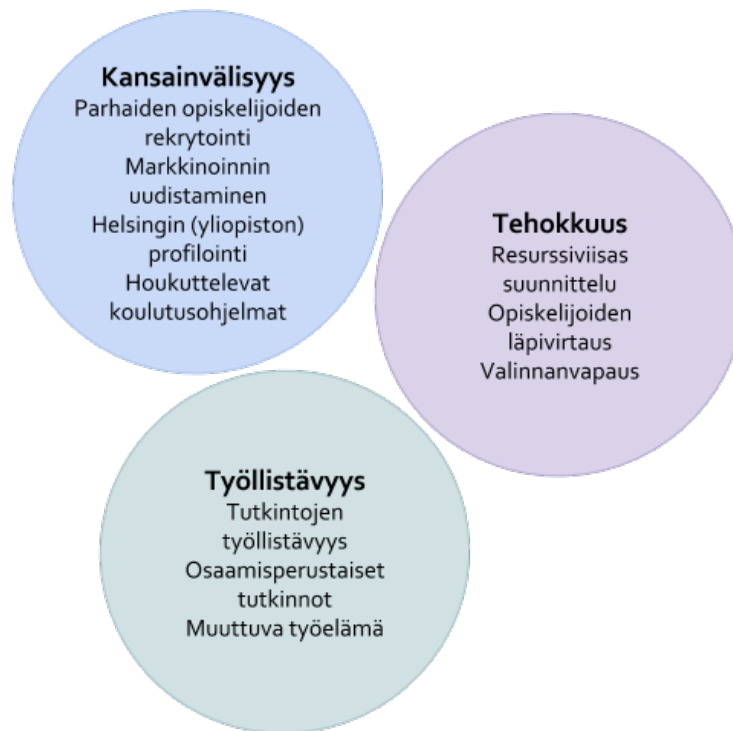 Kansainvälisyys
Parhaiden opiskelijoiden
rekrytointi
Markkinoinnin
uudistaminen
Helsingin (yliopiston)
profilointi
Houkuttelevat
koulutusohjelmat
Tehokkuus
Resurssiviisas
suunnittelu
Opiskelijoiden
läpivirtaus
Valinnanvapaus
Työllistävyys
Tutkintojen
työllistävyys
Osaamisperustaiset
tutkinnot
Muuttuva työelämä